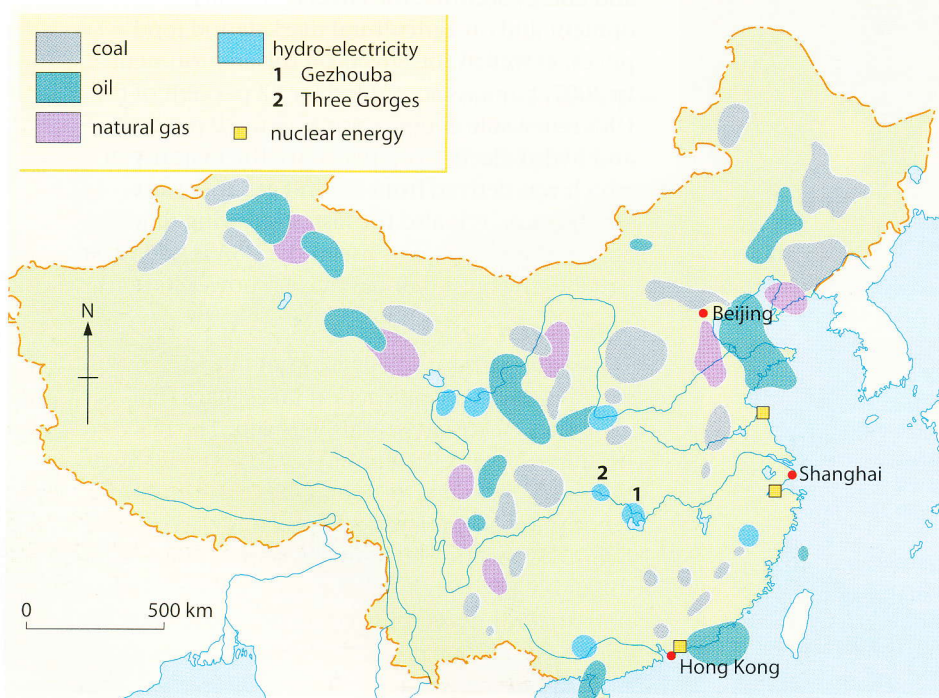 coal
oil
natural gas
hydro-electricity
1 Gezhouba
2 Three Gorges
nuclear energy
N
Beijing
Shanghai
2
1
0 500 km
Hong Kong